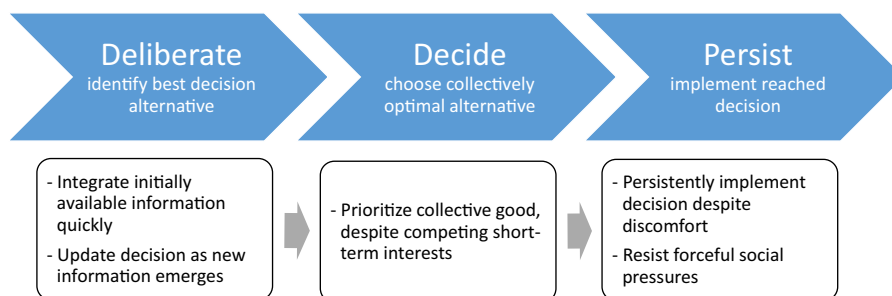 Deliberate
identify best decision
alternative
Decide
choose collectively
optimal alternative
Persist
implement reached
decision
- Integrate initially
available information
quickly
- Update decision as new
information emerges
- Prioritize collective good,
despite competing short-
term interests
- Persistently implement
decision despite
discomfort
- Resist forceful social
pressures